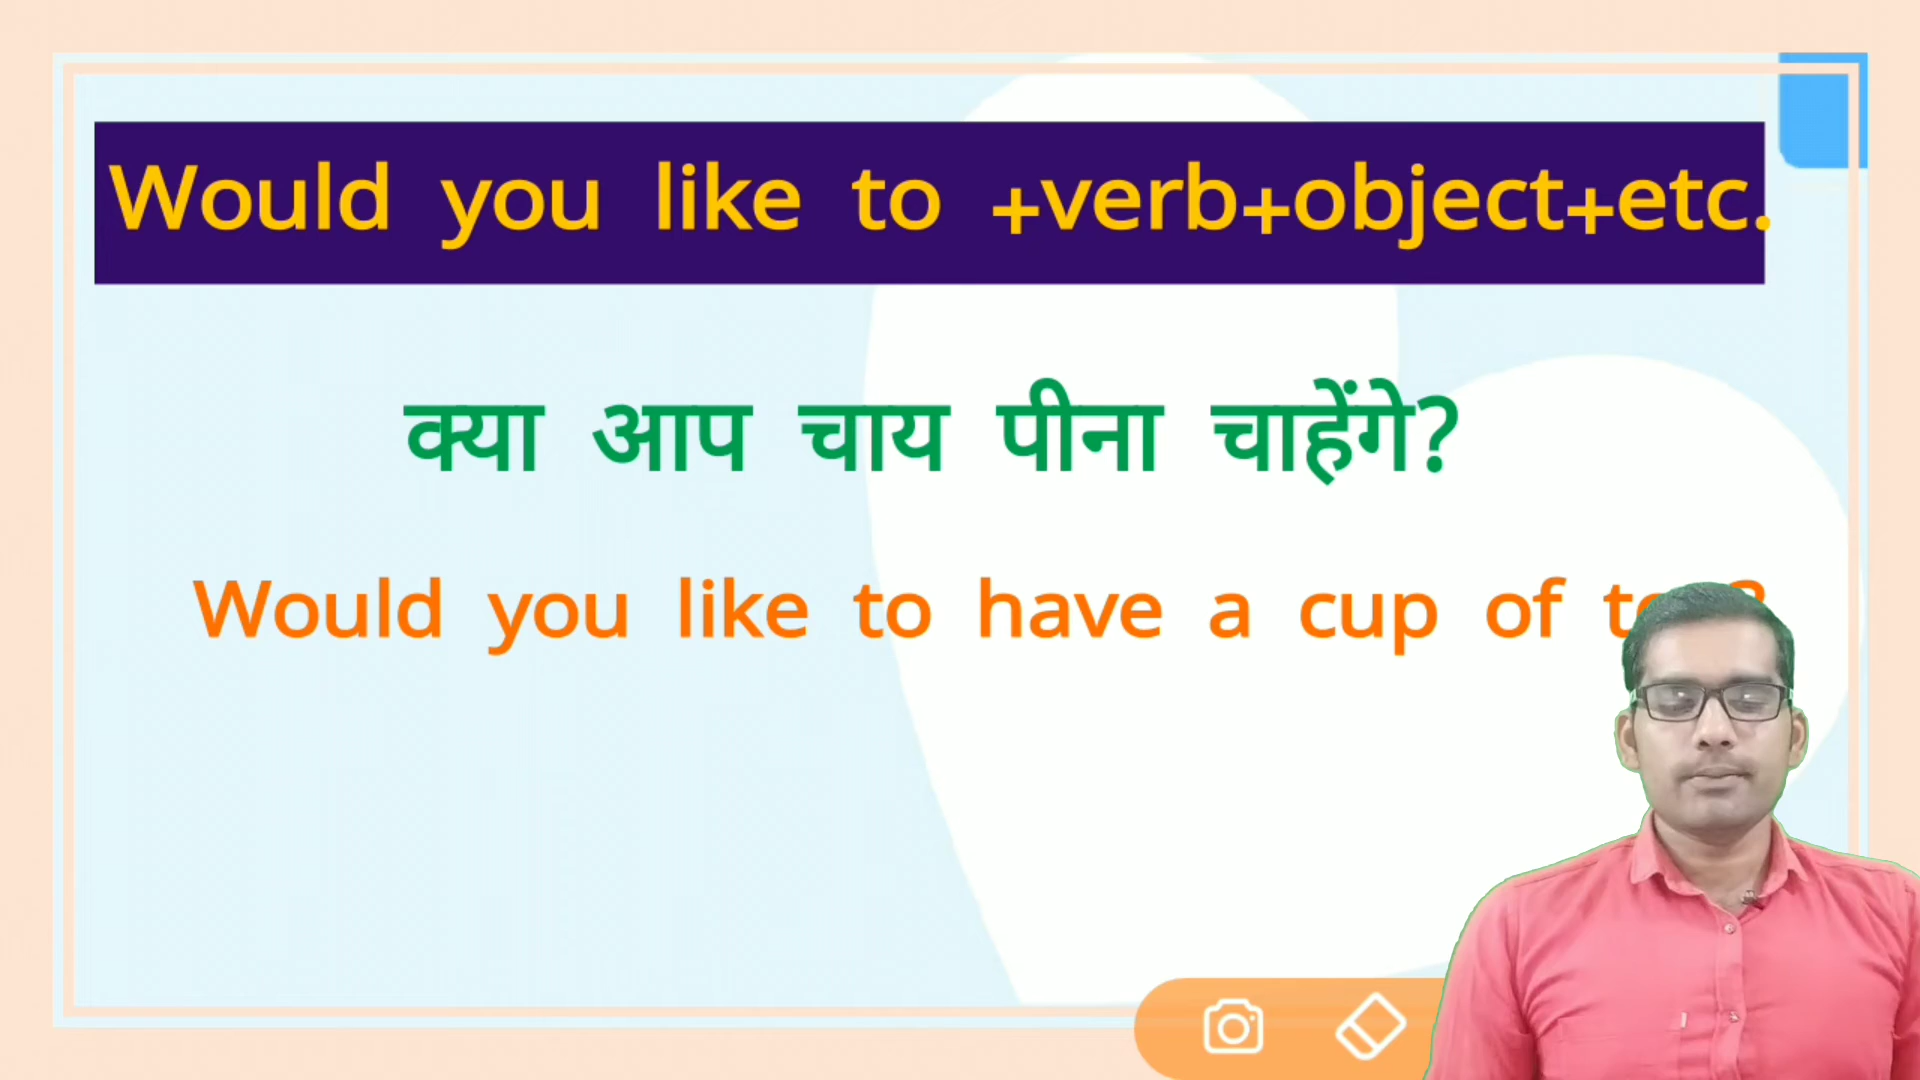 Would you like to +verb+object+etc.
क्या आप चाय पीना चाहेंगे?
Would you like to have a cup of